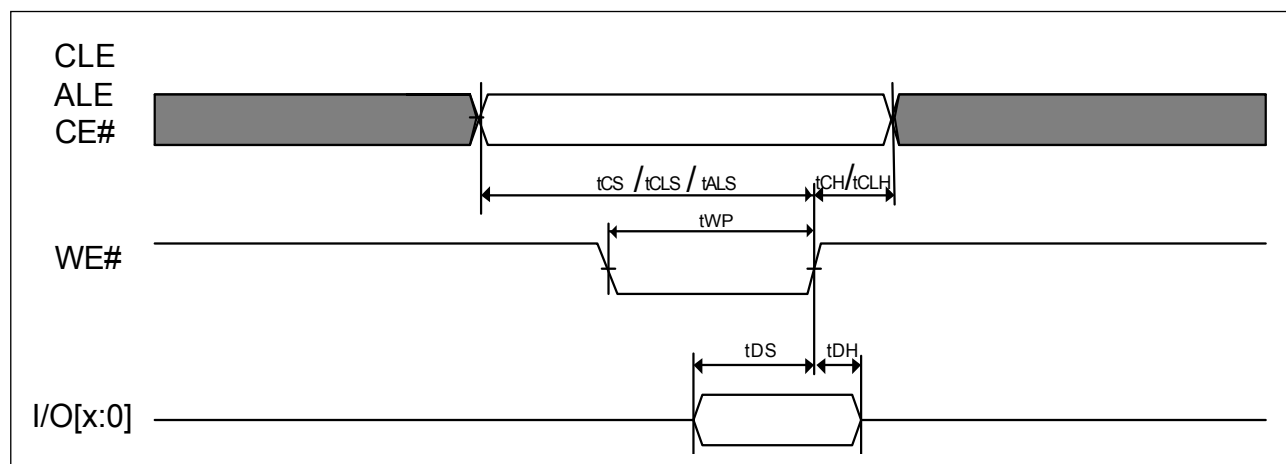 CLE
ALE
CE#
tCS /tCLS / tALS
tCH/tCLH
tWP
WE#
tDS
tDH
I/O[x:0]